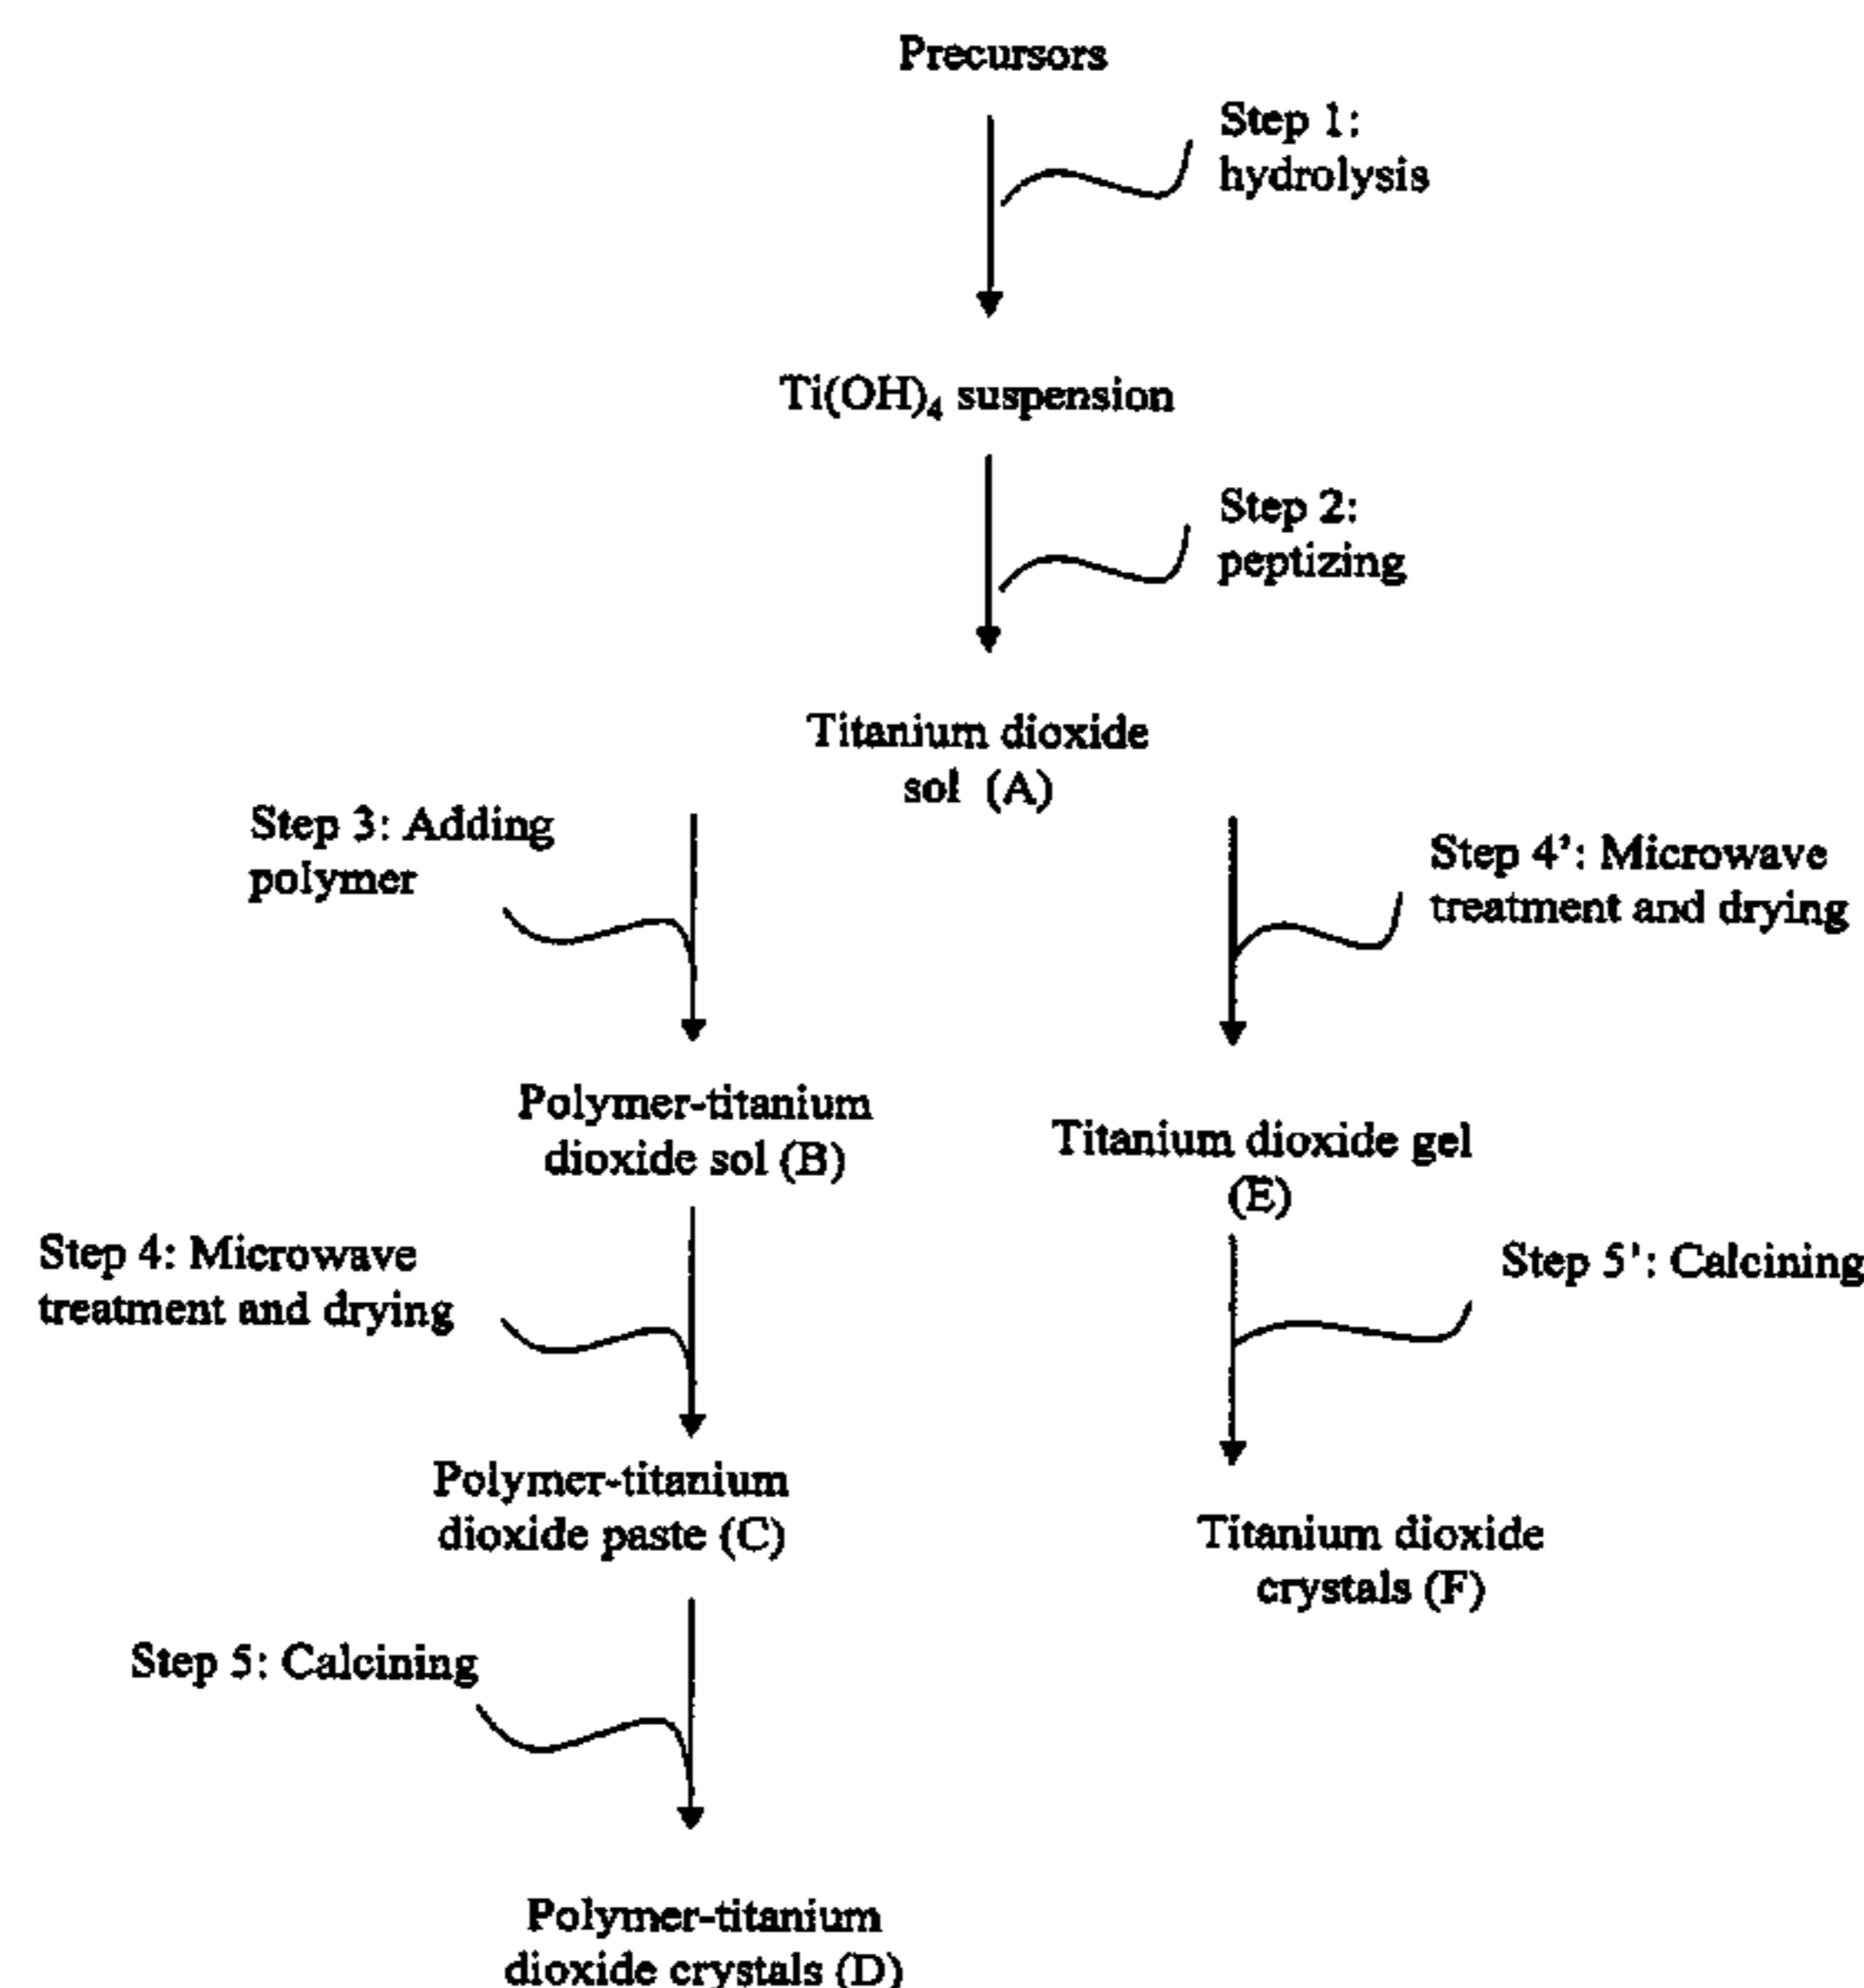 Precursors
Step 1:
hydrolysis
Ti(OH)₄ suspension
Step 2:
peptizing
Titanium dioxide
sol (A)
Step 3: Adding
polymer
Step 4’: Microwave
treatment and drying
Polymer-titanium
dioxide sol (B)
Titanium dioxide gel
(E)
Step 4: Microwave
treatment and drying
Step 5’: Calcining
Polymer-titanium
dioxide paste (C)
Titanium dioxide
crystals (F)
Step 5: Calcining
Polymer-titanium
dioxide crystals (D)